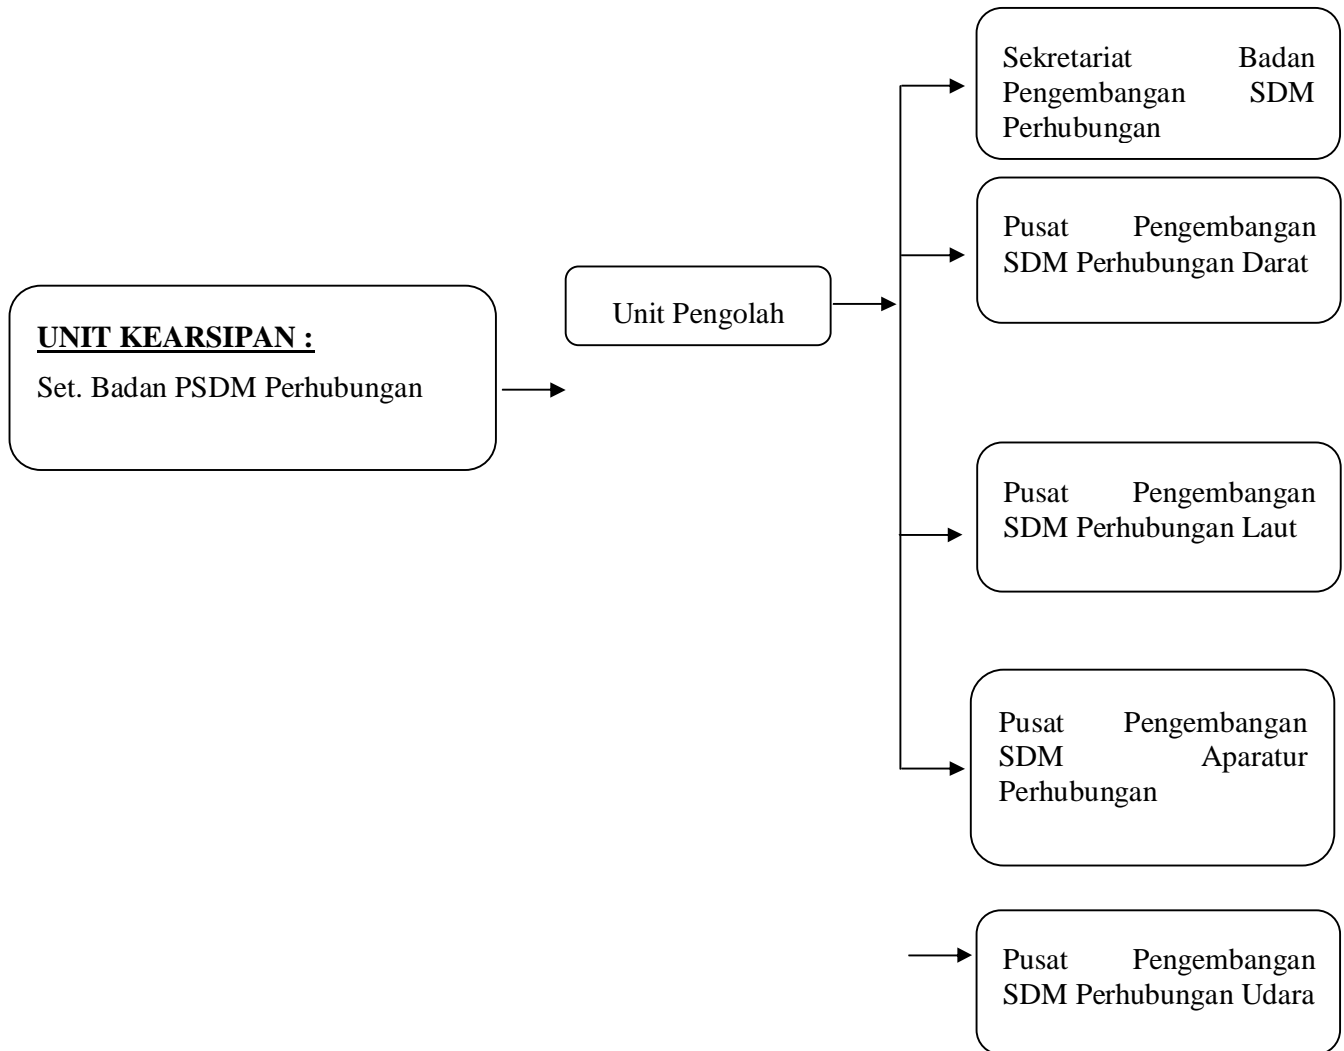 UNIT KEARSIPAN :
Set. Badan PSDM Perhubungan
Unit Pengolah
Sekretariat Badan
Pengembangan SDM
Perhubungan
Pusat Pengembangan
SDM Perhubungan Darat
Pusat Pengembangan
SDM Perhubungan Laut
Pusat Pengembangan
SDM Aparatur
Perhubungan
Pusat Pengembangan
SDM Perhubungan Udara